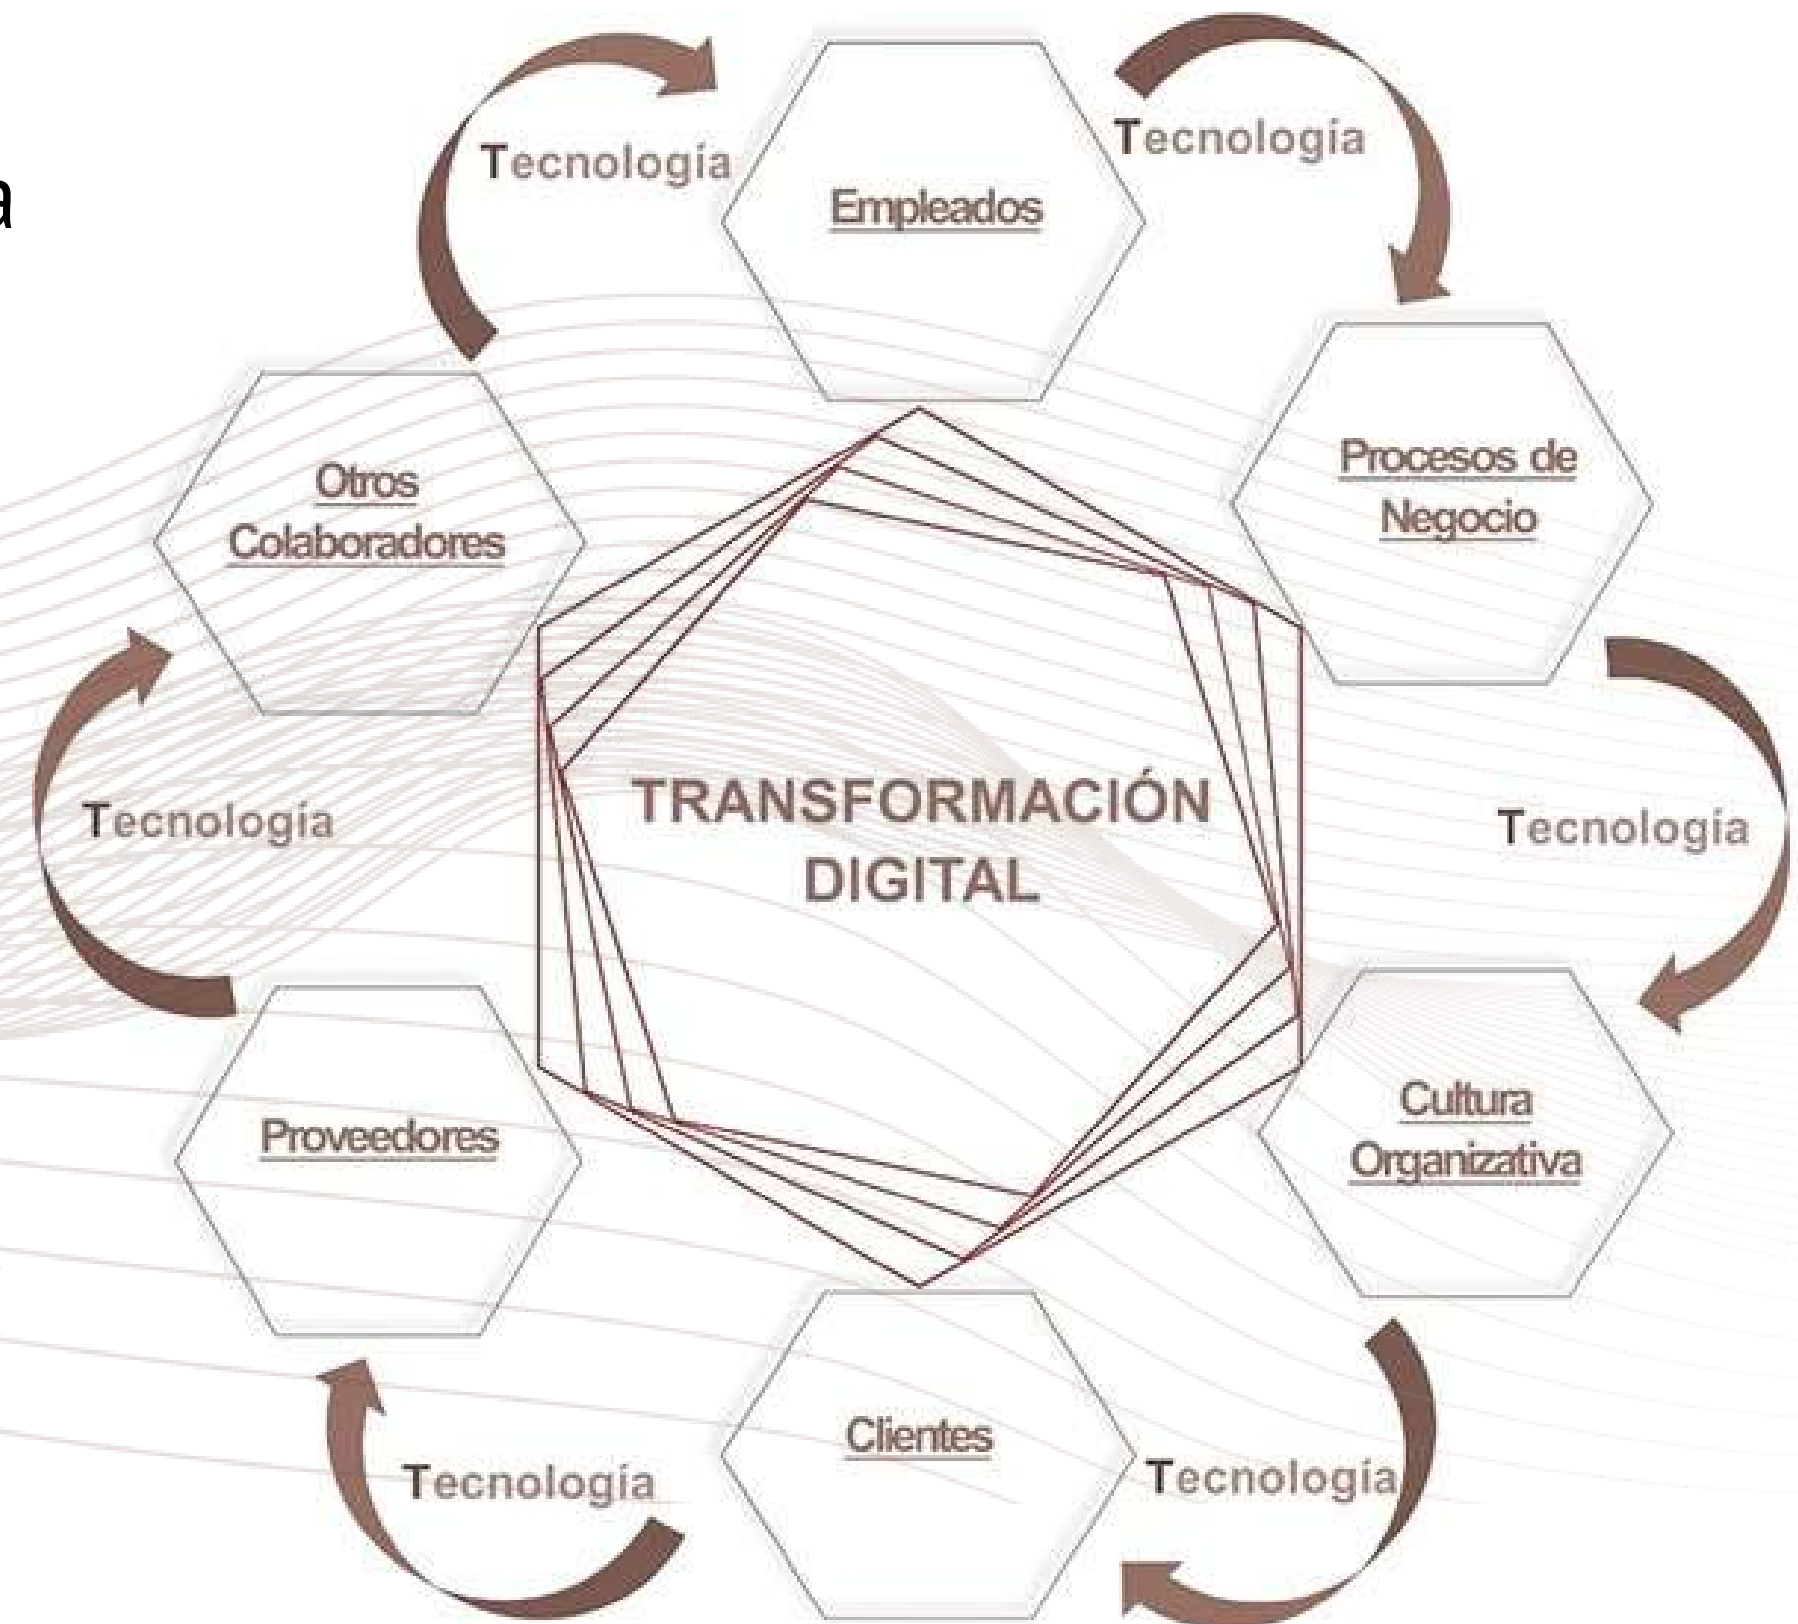 Tecnología
Tecnología
a
Empleados
Procesos de
Negocio
Otros
Colaboradores
TRANSFORMACIÓN
DIGITAL
Tecnología
Tecnología
Cultura
Organizativa
Proveedores
Clientes
Tecnología
Tecnología